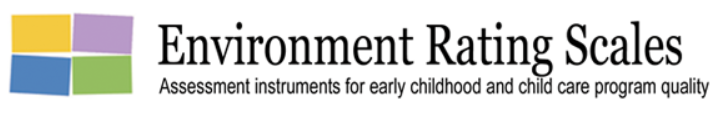 Environment Rating Scales
Assessment instruments for early childhood and child care program quality